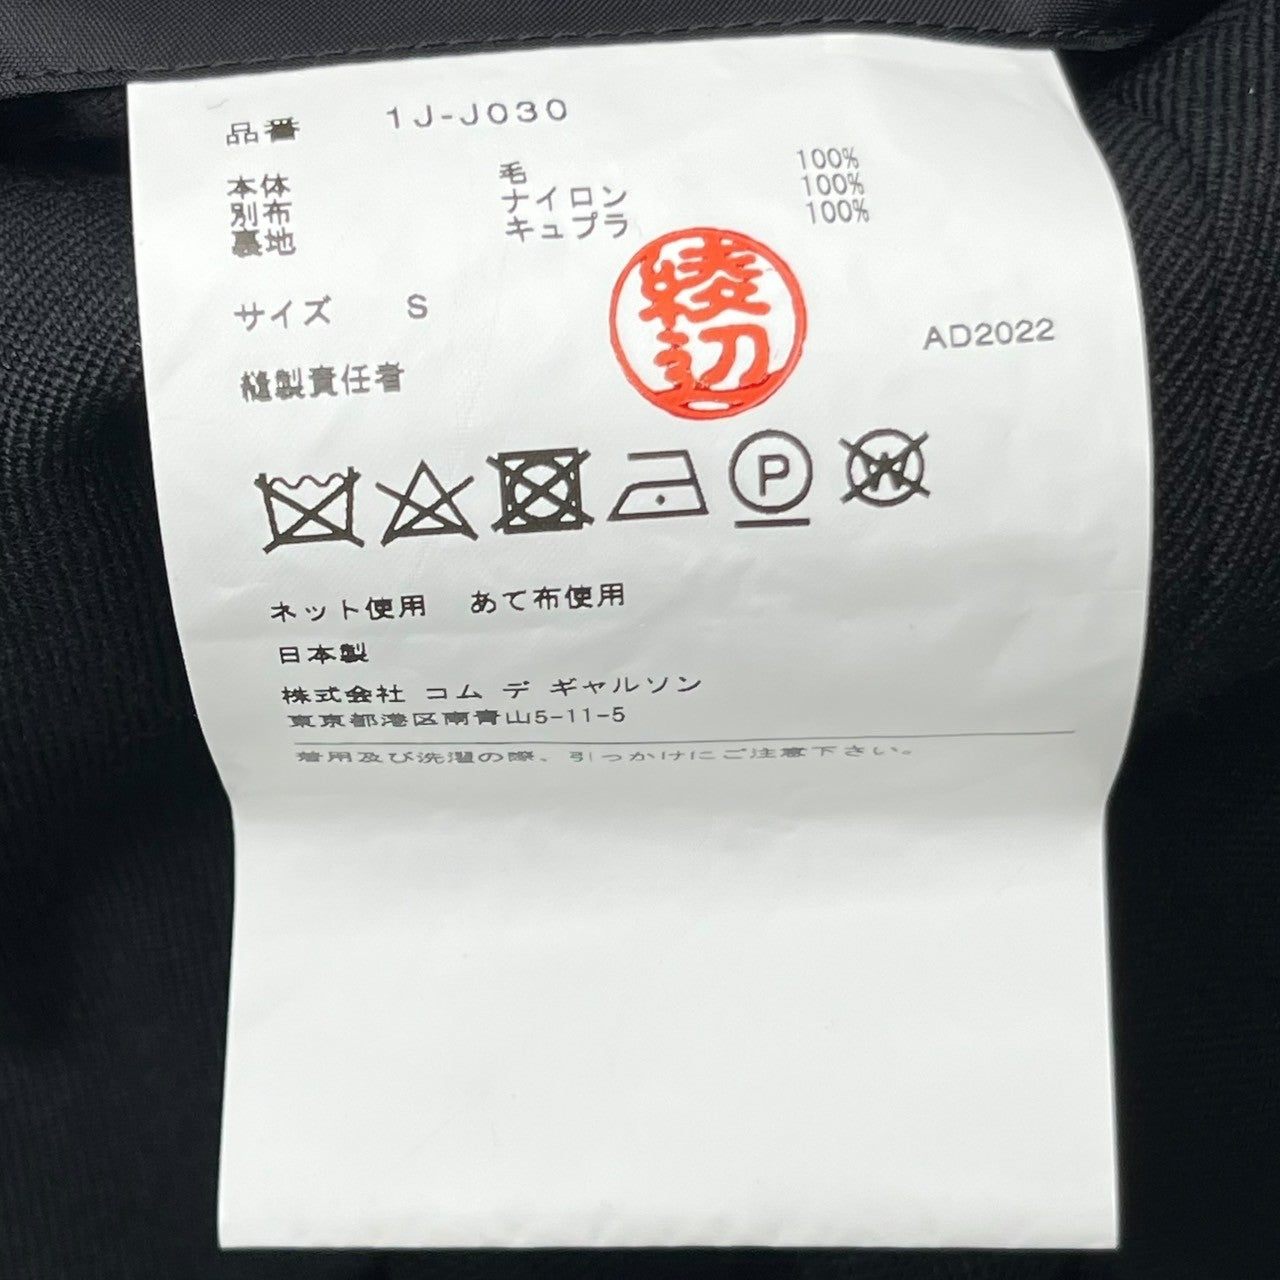 品番 1J-J030
本体 毛 100%
別布 ナイロン 100%
裏地 キュプラ 100%
サイズ S
AD2022
縫製責任者
綾辺
P
W
ネット使用 あて布使用
日本製
株式会社 コム デ ギャルソン
東京都港区南青山5-11-5
着用及び洗濯の際、引っかけにご注意下さい。